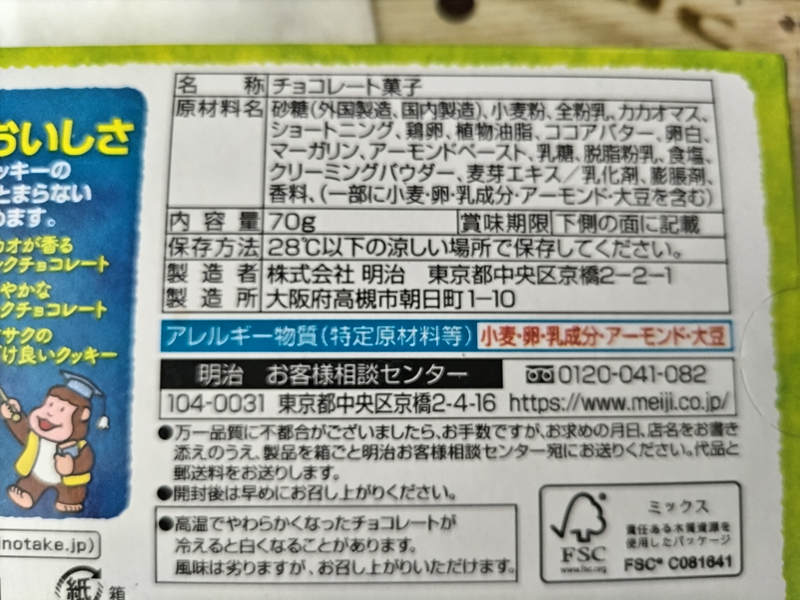 おいしさ
ッキーの
とまらない
めます。
カオが香る
ックチョコレート
やかな
クチョコレート
サクの
け良いクッキー
inotake.jp)
紙 箱
名 称 チョコレート菓子
原材料名 砂糖(外国製造、国内製造)、小麦粉、全粉乳、カカオマス、
ショートニング、鶏卵、植物油脂、ココアバター、卵白、
マーガリン、アーモンドペースト、乳糖、脱脂粉乳、食塩、
クリーミングパウダー、麦芽エキス/乳化剤、膨脹剤、
香料、(一部に小麦・卵・乳成分・アーモンド・大豆を含む)
内容量 70g 賞味期限 下側の面に記載
保存方法 28℃以下の涼しい場所で保存してください。
製造者 株式会社 明治 東京都中央区京橋2-2-1
製造所 大阪府高槻市朝日町1-10
アレルギー物質(特定原材料等) 小麦・卵・乳成分・アーモンド・大豆
明治 お客様相談センター 0120-041-082
104-0031 東京都中央区京橋2-4-16 https://www.meiji.co.jp/
●万一品質に不都合がございましたら、お手数ですが、お求めの月日、店名をお書き
添えのうえ、製品を箱ごと明治お客様相談センター宛にお送りください。代品と
郵送料をお送りします。
●開封後は早めにお召し上がりください。
●高温でやわらかくなったチョコレートが
冷えると白くなることがあります。
風味は劣りますが、お召し上がりいただけます。
FSC
www.fsc.org
ミックス
責任ある木質資源を
使用したパッケージ
FSC® C081641